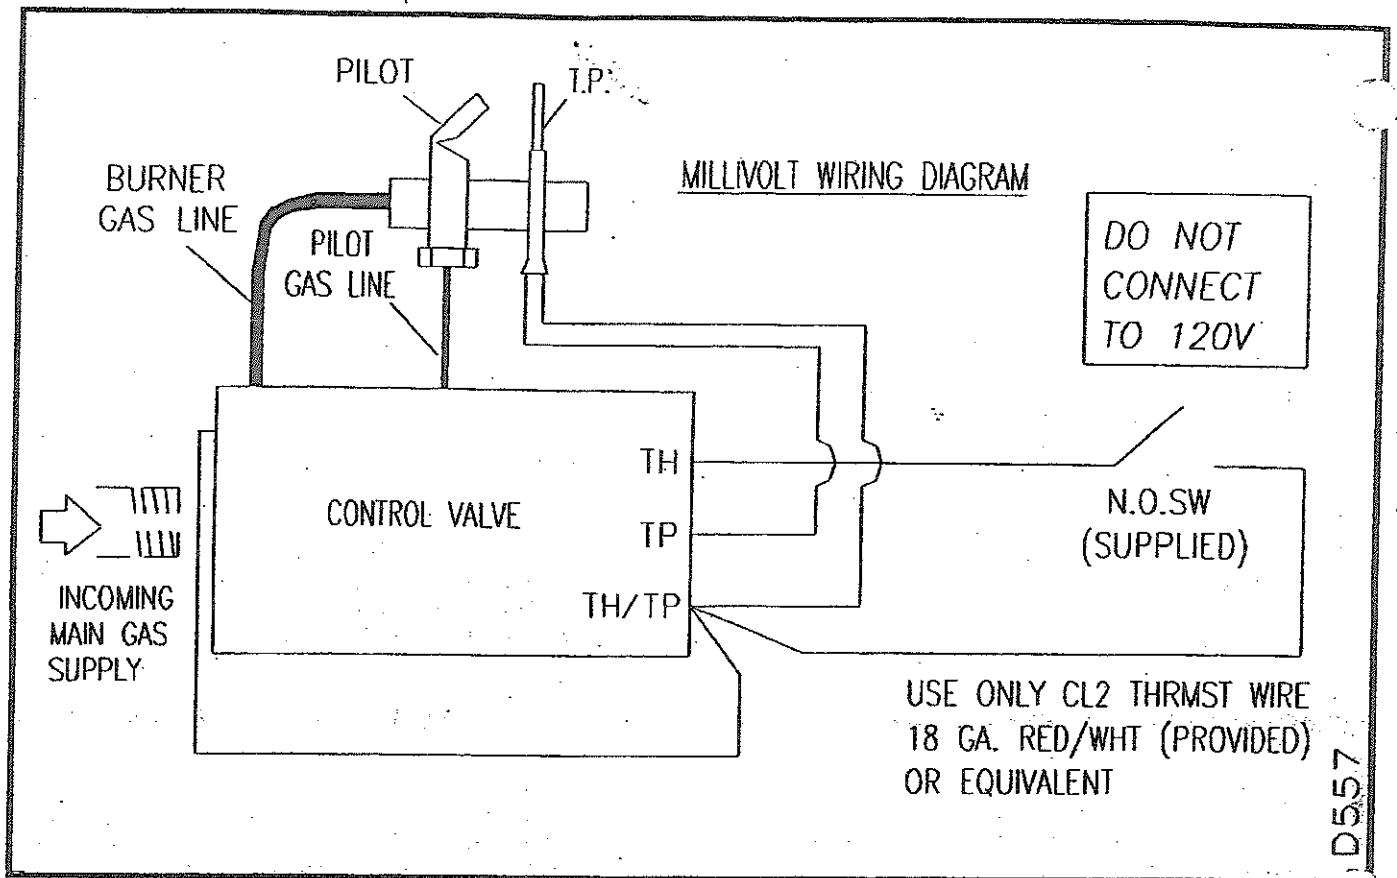 PILOT
T.P.
BURNER
GAS LINE
PILOT
GAS LINE
MILLIVOLT WIRING DIAGRAM
DO NOT
CONNECT
TO 120V
TH
CONTROL VALVE
TP
TH/TP
N.O.SW
(SUPPLIED)
INCOMING
MAIN GAS
SUPPLY
USE ONLY CL2 THRMST WIRE
18 GA. RED/WHT (PROVIDED)
OR EQUIVALENT
D557